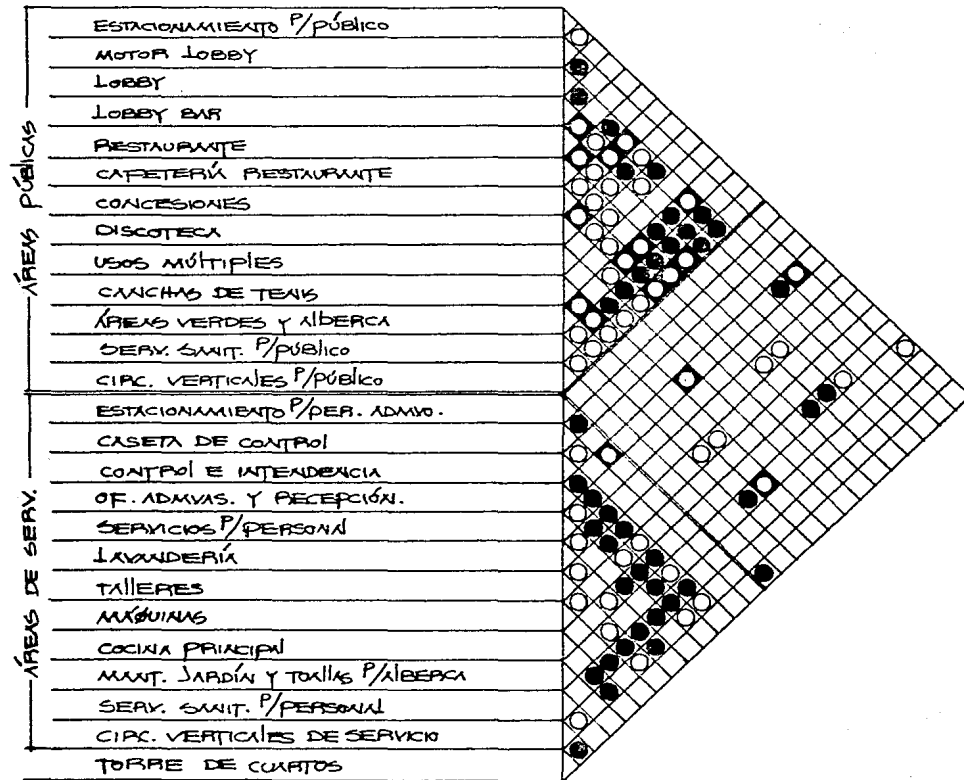 ESTACIONAMIENTO P/PÚBLICO
MOTOR LOBBY
LOBBY
LOBBY BAR
RESTAURANTE
CAFETERÍA RESTAURANTE
CONCESIONES
DISCOTECA
USOS MÚLTIPLES
CANCHAS DE TENIS
ÁREAS VERDES Y ALBERCA
SERV. SANIT. P/PÚBLICO
CIRC. VERTICALES P/PÚBLICO
ÁREAS PÚBLICAS
ESTACIONAMIENTO P/PER. ADMVO.
CASETA DE CONTROL
CONTROL E INTENDENCIA
OF. ADMVAS. Y RECEPCIÓN.
SERVICIOS P/PERSONAL
LAVANDERÍA
TALLERES
MÁQUINAS
COCINA PRINCIPAL
MANT. JARDÍN Y TOALLAS P/ALBERCA
SERV. SANIT. P/PERSONAL
CIRC. VERTICALES DE SERVICIO
ÁREAS DE SERV.
TORRE DE CUARTOS